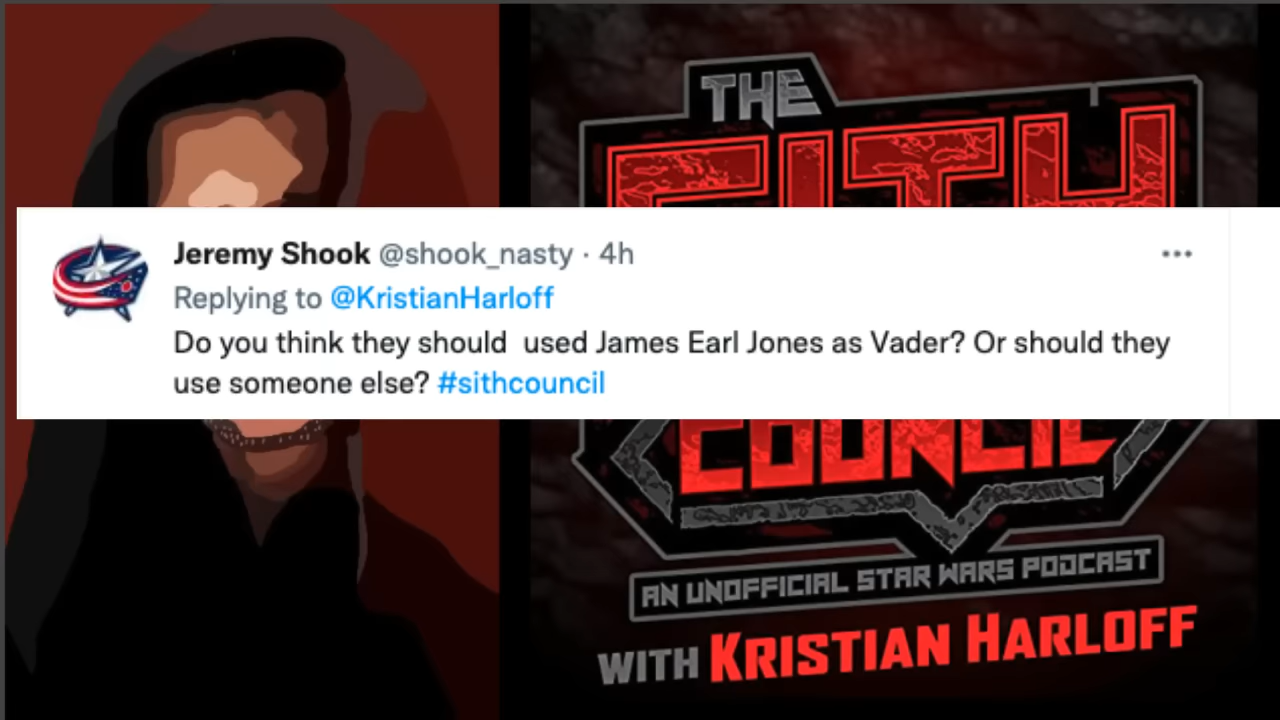 THE
SITH
Jeremy Shook @shook_nasty · 4h
Replying to @KristianHarloff
Do you think they should  used James Earl Jones as Vader? Or should they
use someone else? #sithcouncil
COUNCIL
AN UNOFFICIAL STAR WARS PODCAST
WITH KRISTIAN HARLOFF